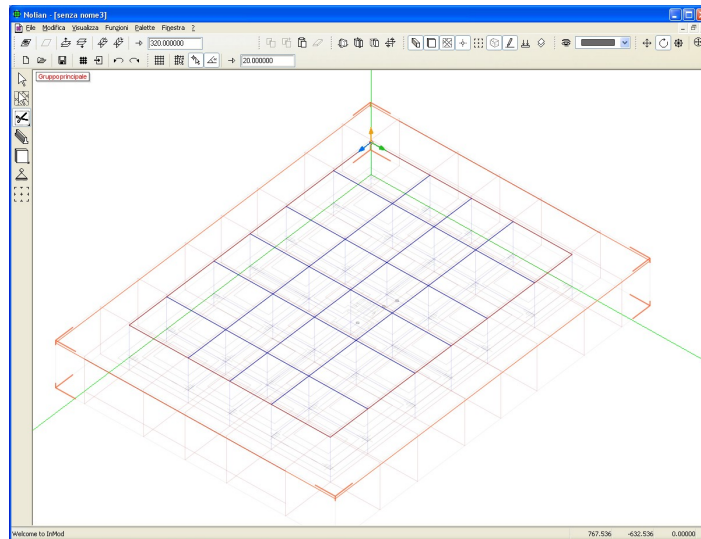 Nolian - [senza nome3]
File Modifica Visualizza Fungioni Palette Finestra ?
320.000000
20.000000
Gruppo principale
Welcome to InMod 767.536 -632.536 0.00000